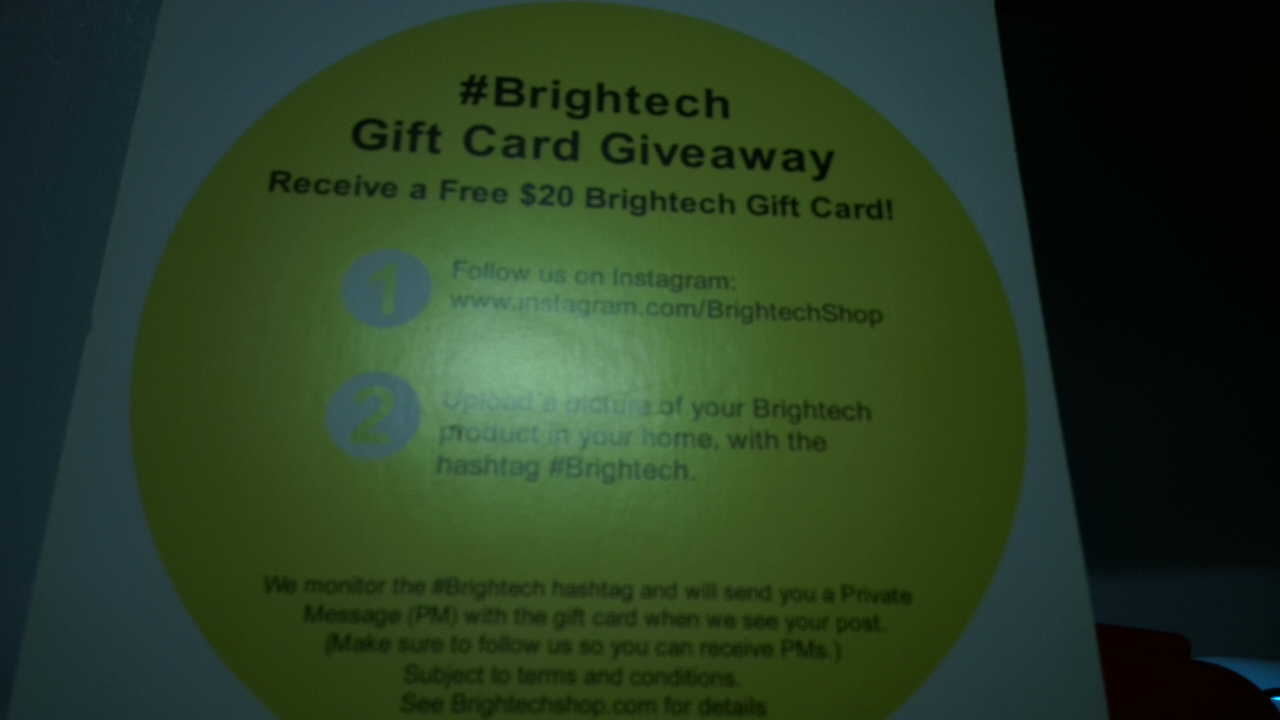 #Brightech
Gift Card Giveaway
Receive a Free $20 Brightech Gift Card!
1
Follow us on Instagram:
www.instagram.com/BrightechShop
2
Upload a picture of your Brightech
product in your home, with the
hashtag #Brightech.
We monitor the #Brightech hashtag and will send you a Private
Message (PM) with the gift card when we see your post.
(Make sure to follow us so you can receive PMs.)
Subject to terms and conditions.
See Brightechshop.com for details